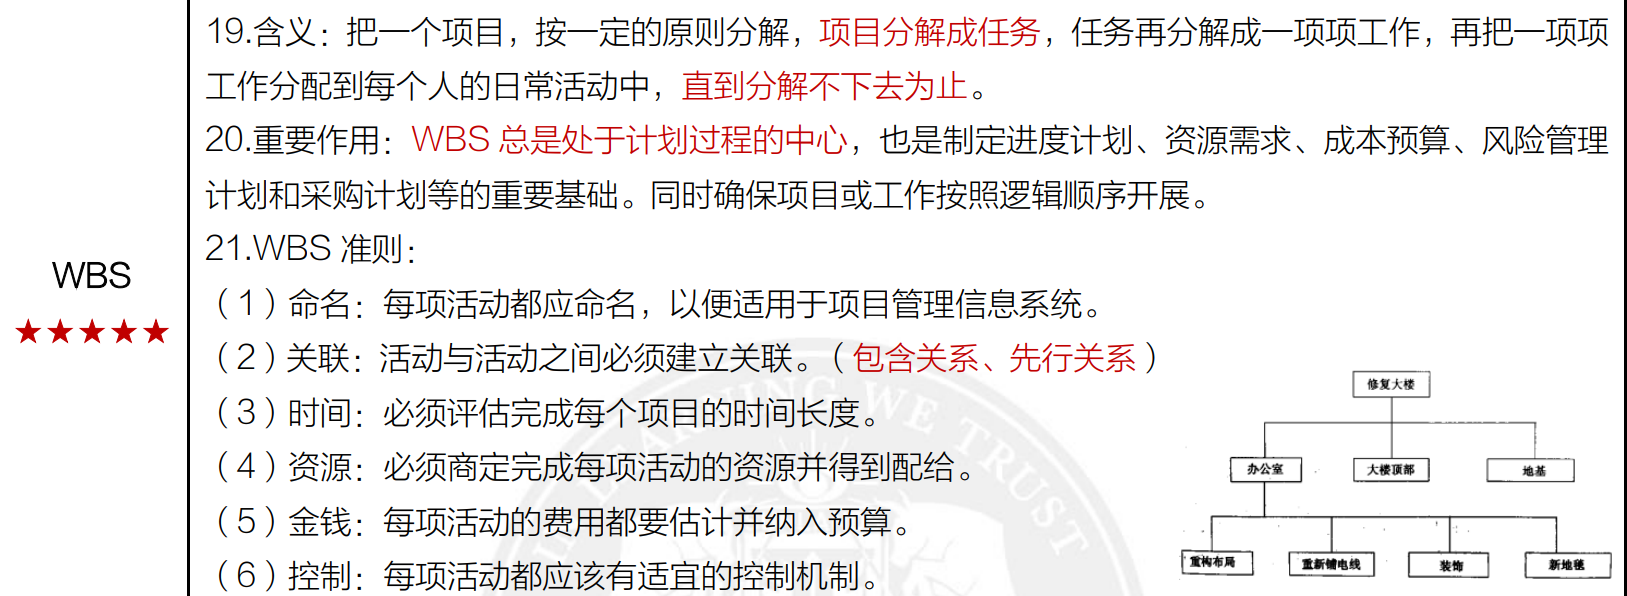 WBS
★★★★★
19.含义：把一个项目，按一定的原则分解，项目分解成任务，任务再分解成一项项工作，再把一项项
工作分配到每个人的日常活动中，直到分解不下去为止。
20.重要作用：WBS 总是处于计划过程的中心，也是制定进度计划、资源需求、成本预算、风险管理
计划和采购计划等的重要基础。同时确保项目或工作按照逻辑顺序开展。
21.WBS 准则：
（1）命名：每项活动都应命名，以便适用于项目管理信息系统。
（2）关联：活动与活动之间必须建立关联。（包含关系、先行关系）
（3）时间：必须评估完成每个项目的时间长度。
（4）资源：必须商定完成每项活动的资源并得到配给。
（5）金钱：每项活动的费用都要估计并纳入预算。
（6）控制：每项活动都应该有适宜的控制机制。
修复大楼
办公室 大楼顶部 地基
重构布局 重新铺电线 装饰 新地毯
WE TRUST